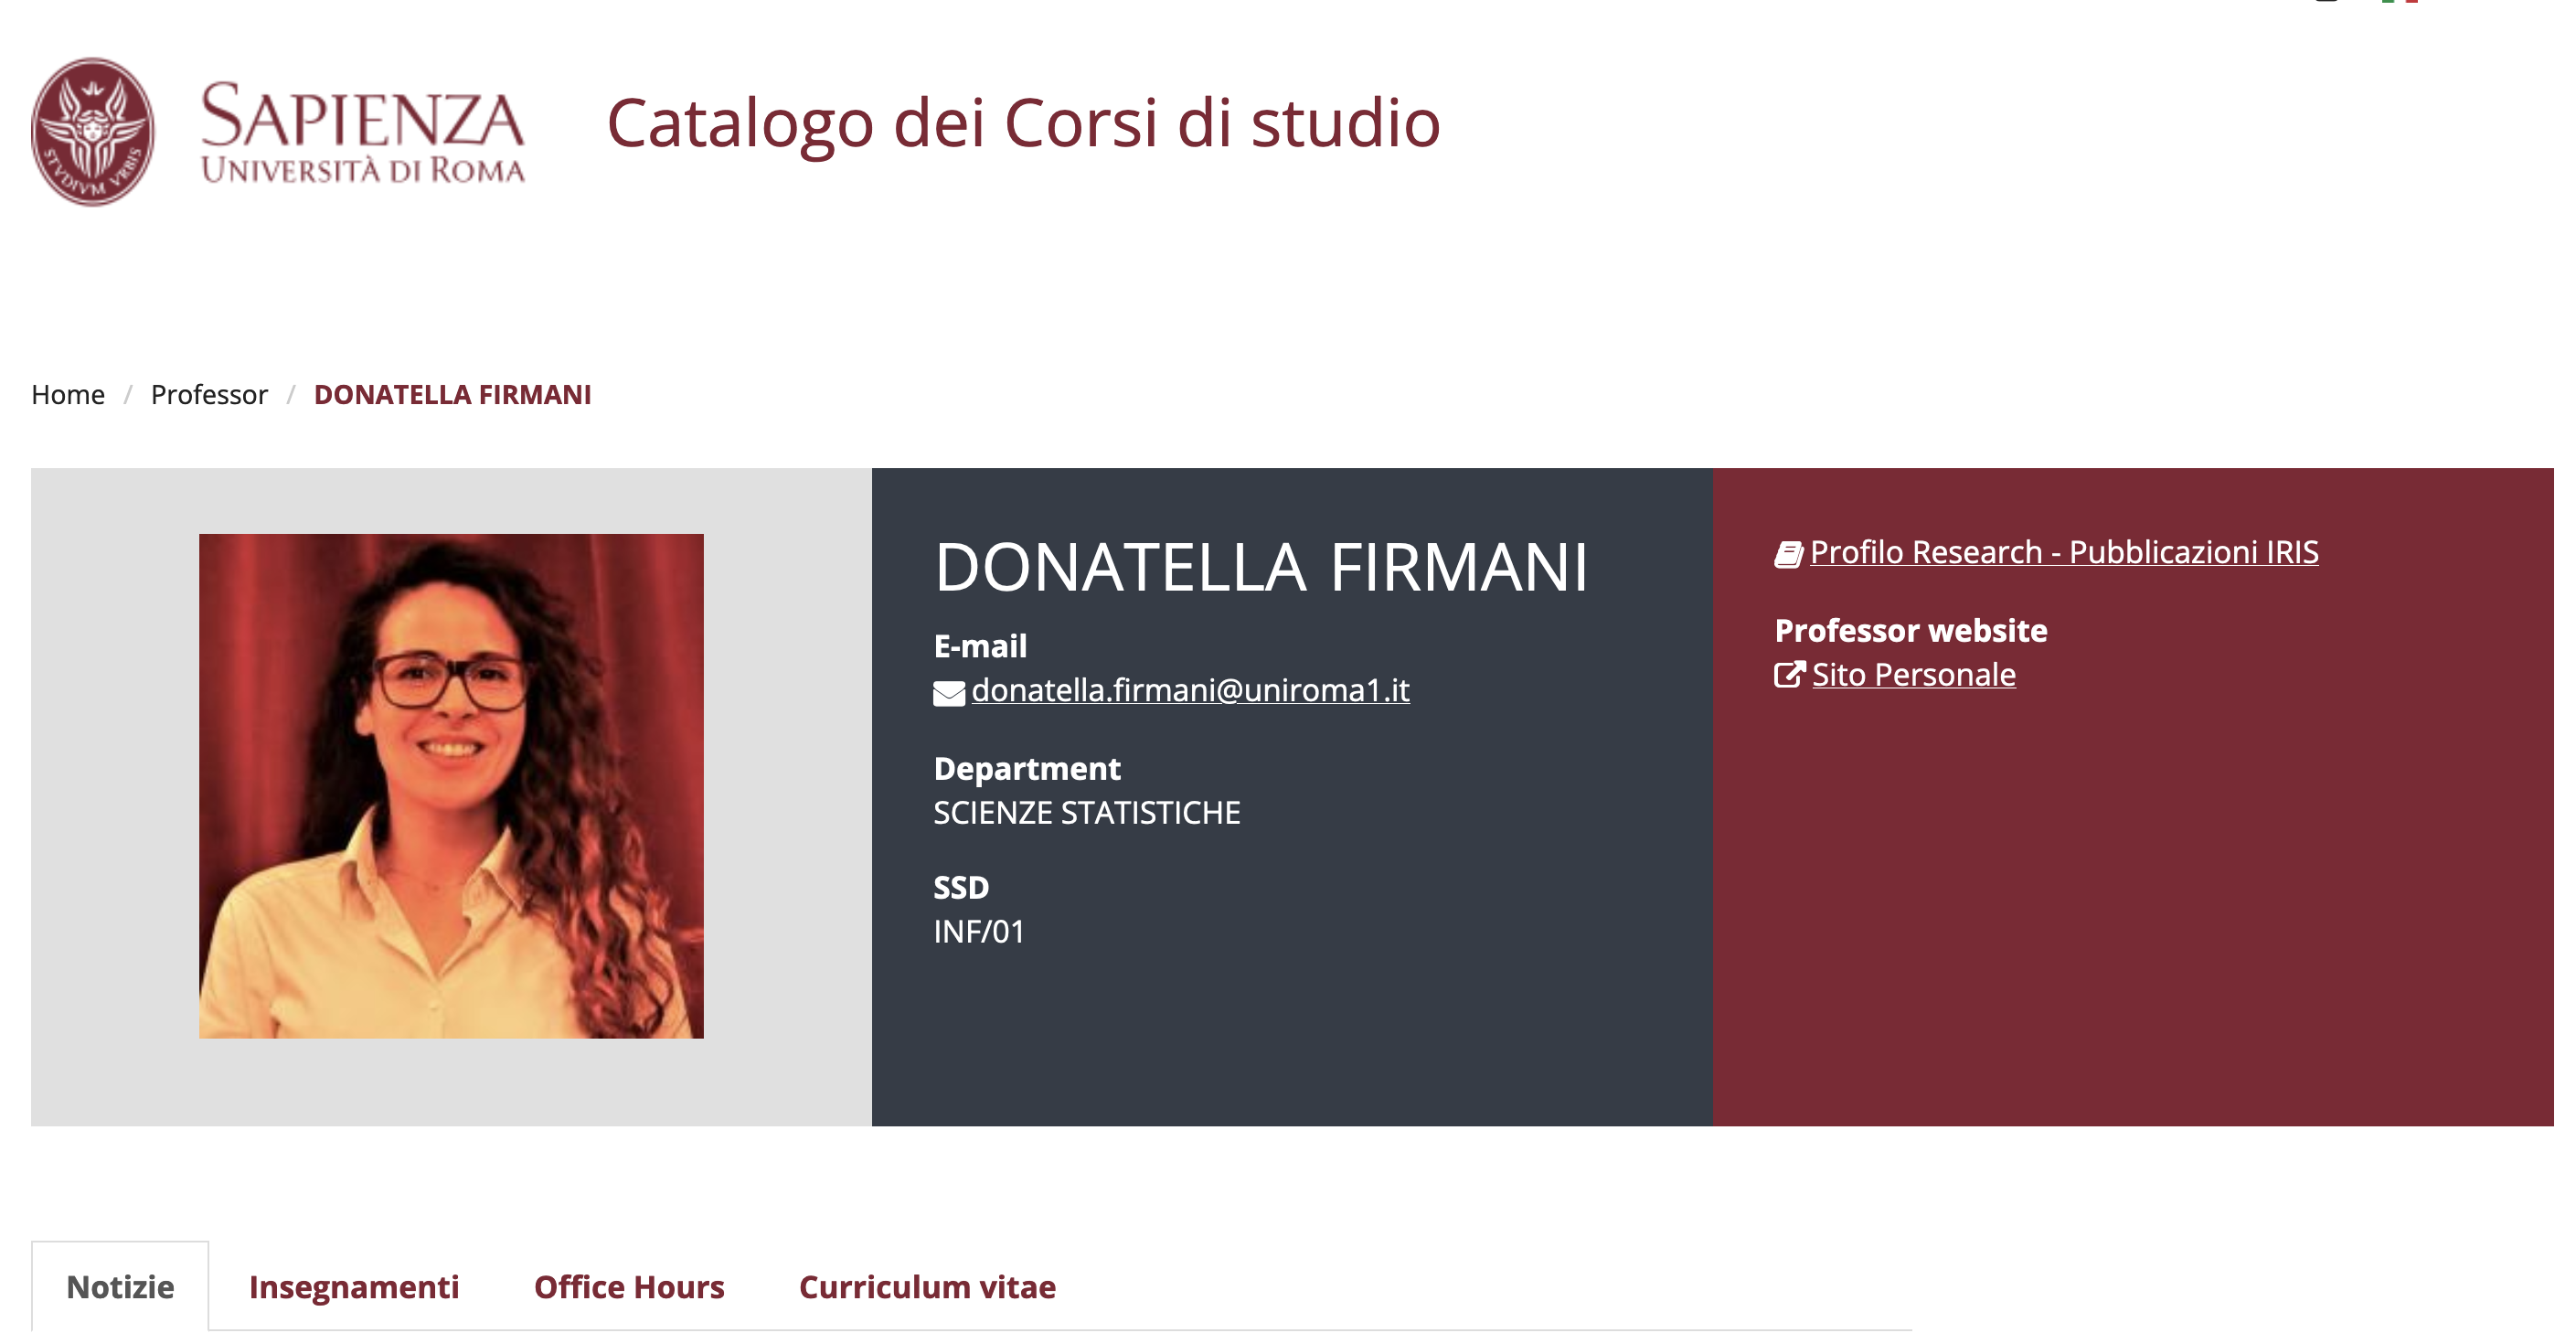 SAPIENZA
UNIVERSITÀ DI ROMA
STVDIVM VRBIS
Catalogo dei Corsi di studio
Home / Professor / DONATELLA FIRMANI
DONATELLA FIRMANI
E-mail
donatella.firmani@uniroma1.it
Department
SCIENZE STATISTICHE
SSD
INF/01
Profilo Research - Pubblicazioni IRIS
Professor website
Sito Personale
Notizie
Insegnamenti
Office Hours
Curriculum vitae